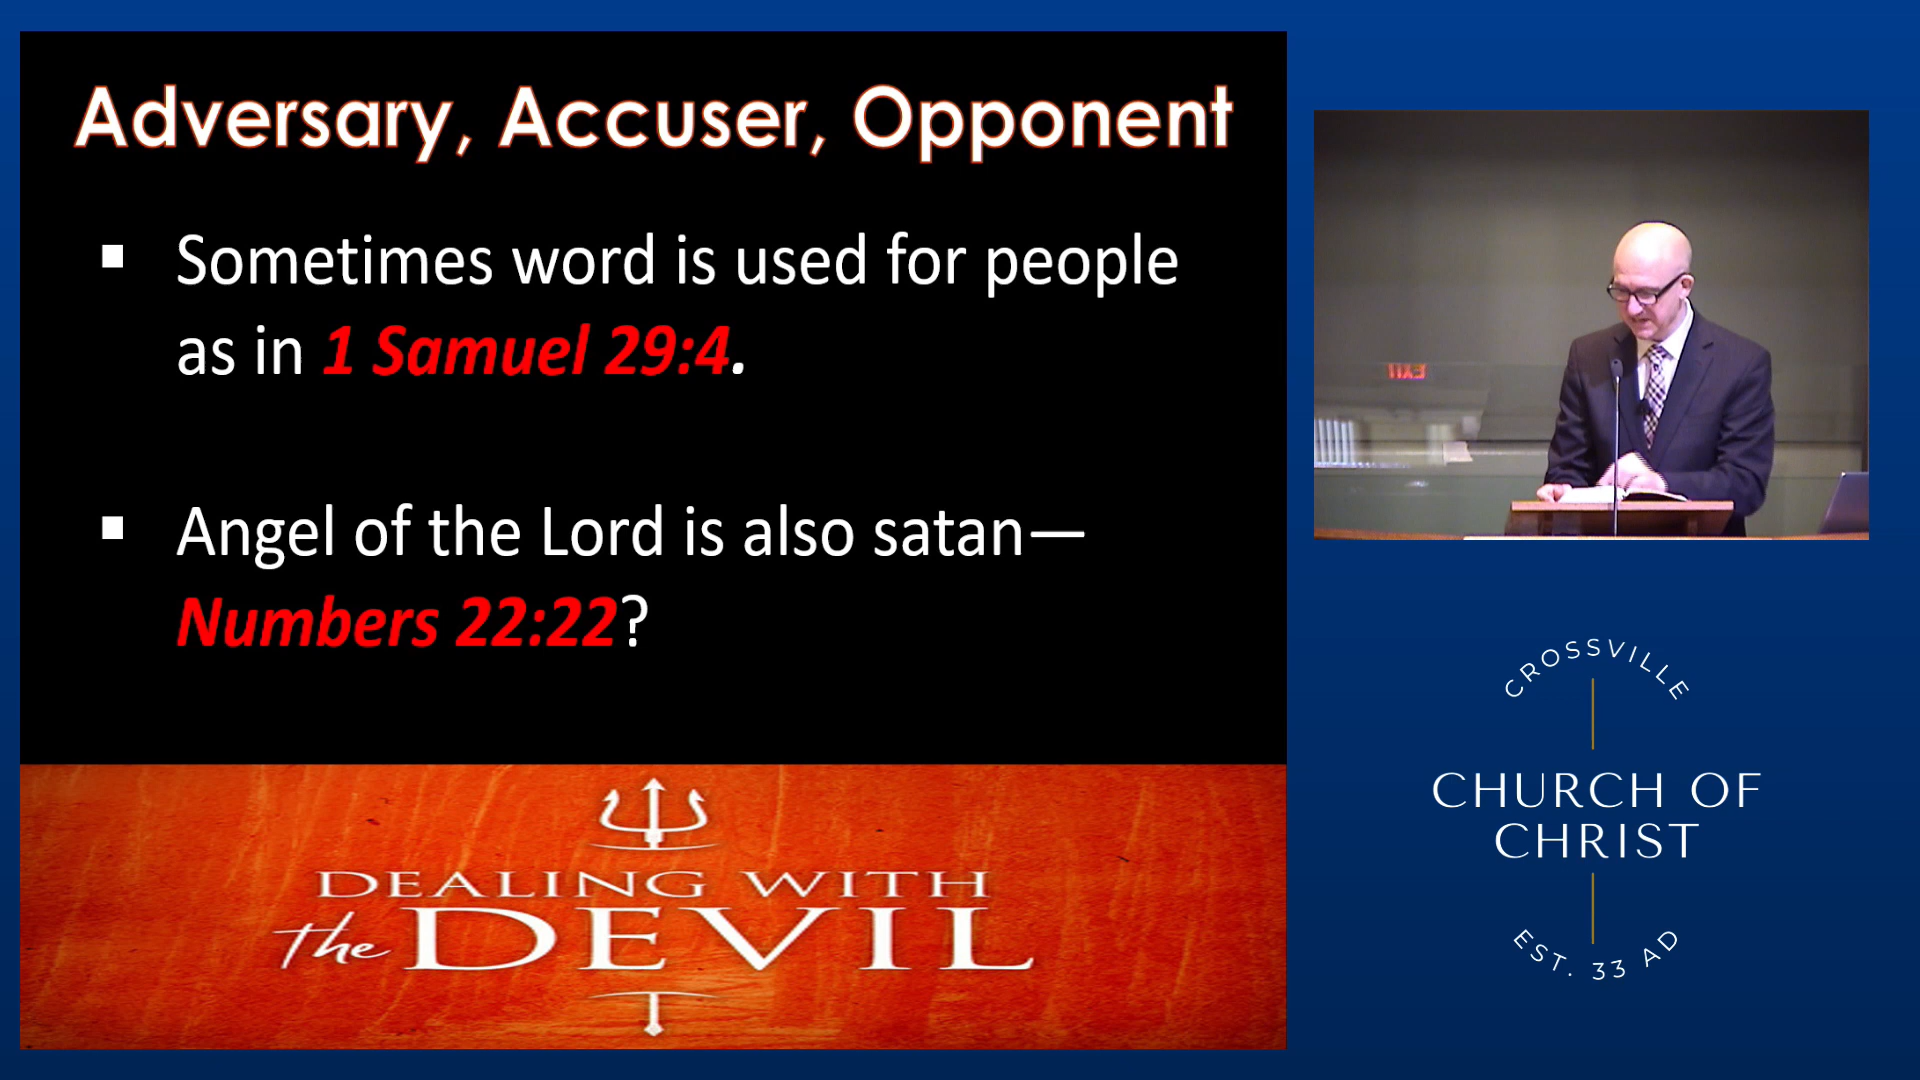 Adversary, Accuser, Opponent
▪ Sometimes word is used for people
as in 1 Samuel 29:4.
▪ Angel of the Lord is also satan—
Numbers 22:22?
DEALING WITH
the DEVIL
EXIT
CROSSVILLE
CHURCH OF
CHRIST
EST. 33 AD